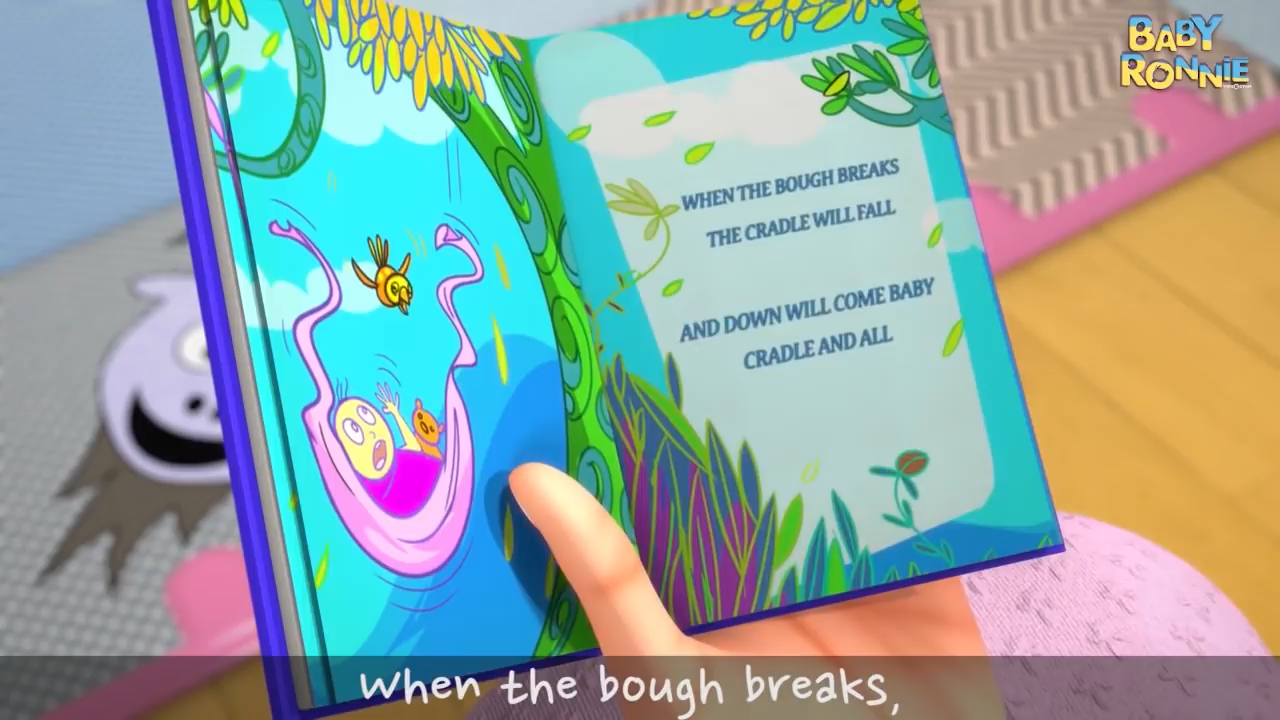 BABY
RONNIE
WHEN THE BOUGH BREAKS
THE CRADLE WILL FALL
AND DOWN WILL COME BABY
CRADLE AND ALL
When the bough breaks,